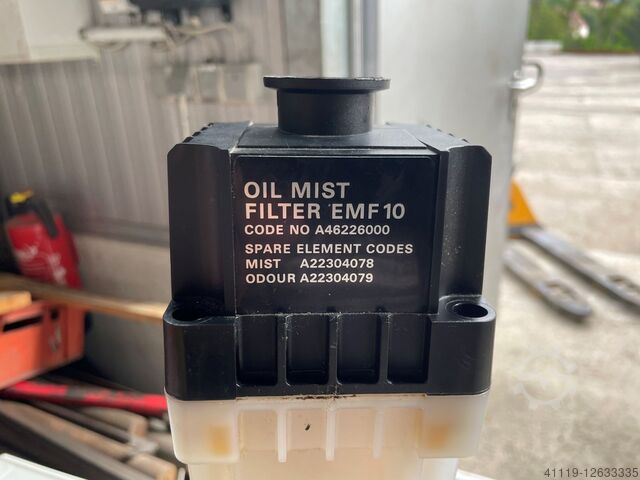 OIL MIST
FILTER EMF10
CODE NO A46226000
SPARE ELEMENT CODES
MIST A22304078
ODOUR A22304079
41119-12633335